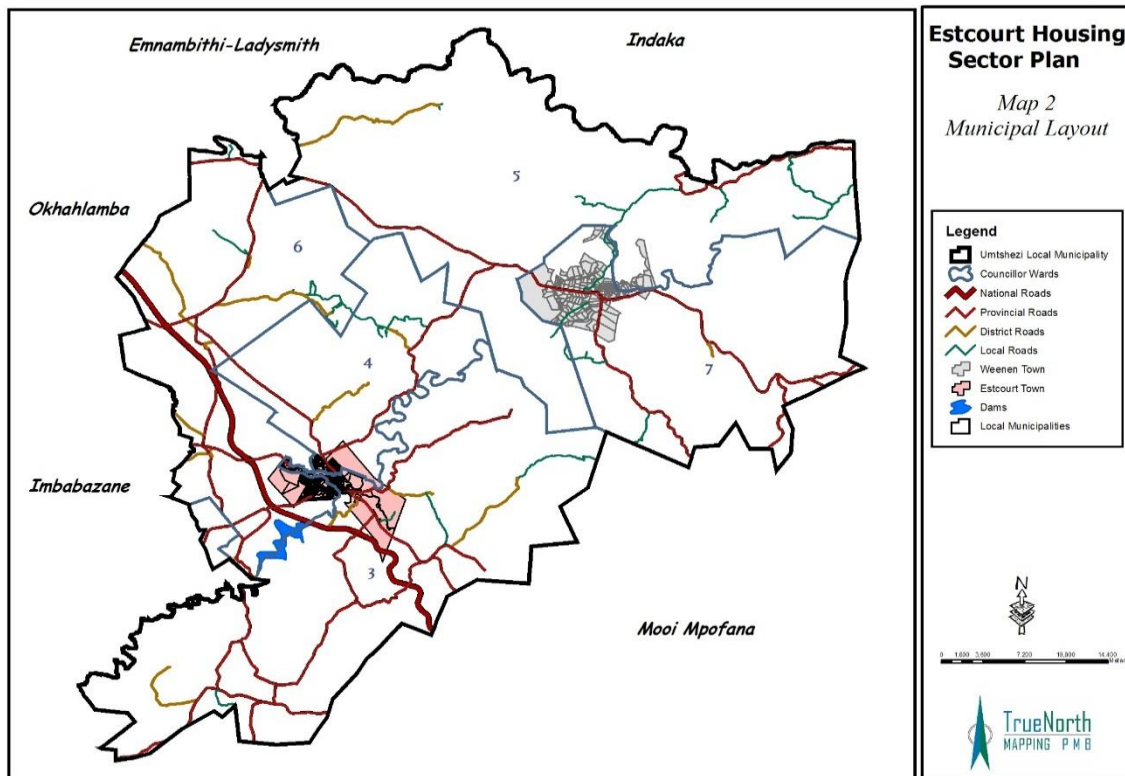 Emnambithi-Ladysmith
Indaka
Okhahlamba
5
6
4
7
Imbabazane
3
Mooi Mpofana
Estcourt Housing
Sector Plan
Map 2
Municipal Layout
Legend
Umtshezi Local Municipality
Councillor Wards
National Roads
Provincial Roads
District Roads
Local Roads
Weenen Town
Estcourt Town
Dams
Local Municipalities
N
0 1,800 3,600 7,200 10,800 14,400
Meters
TrueNorth
MAPPING PMB